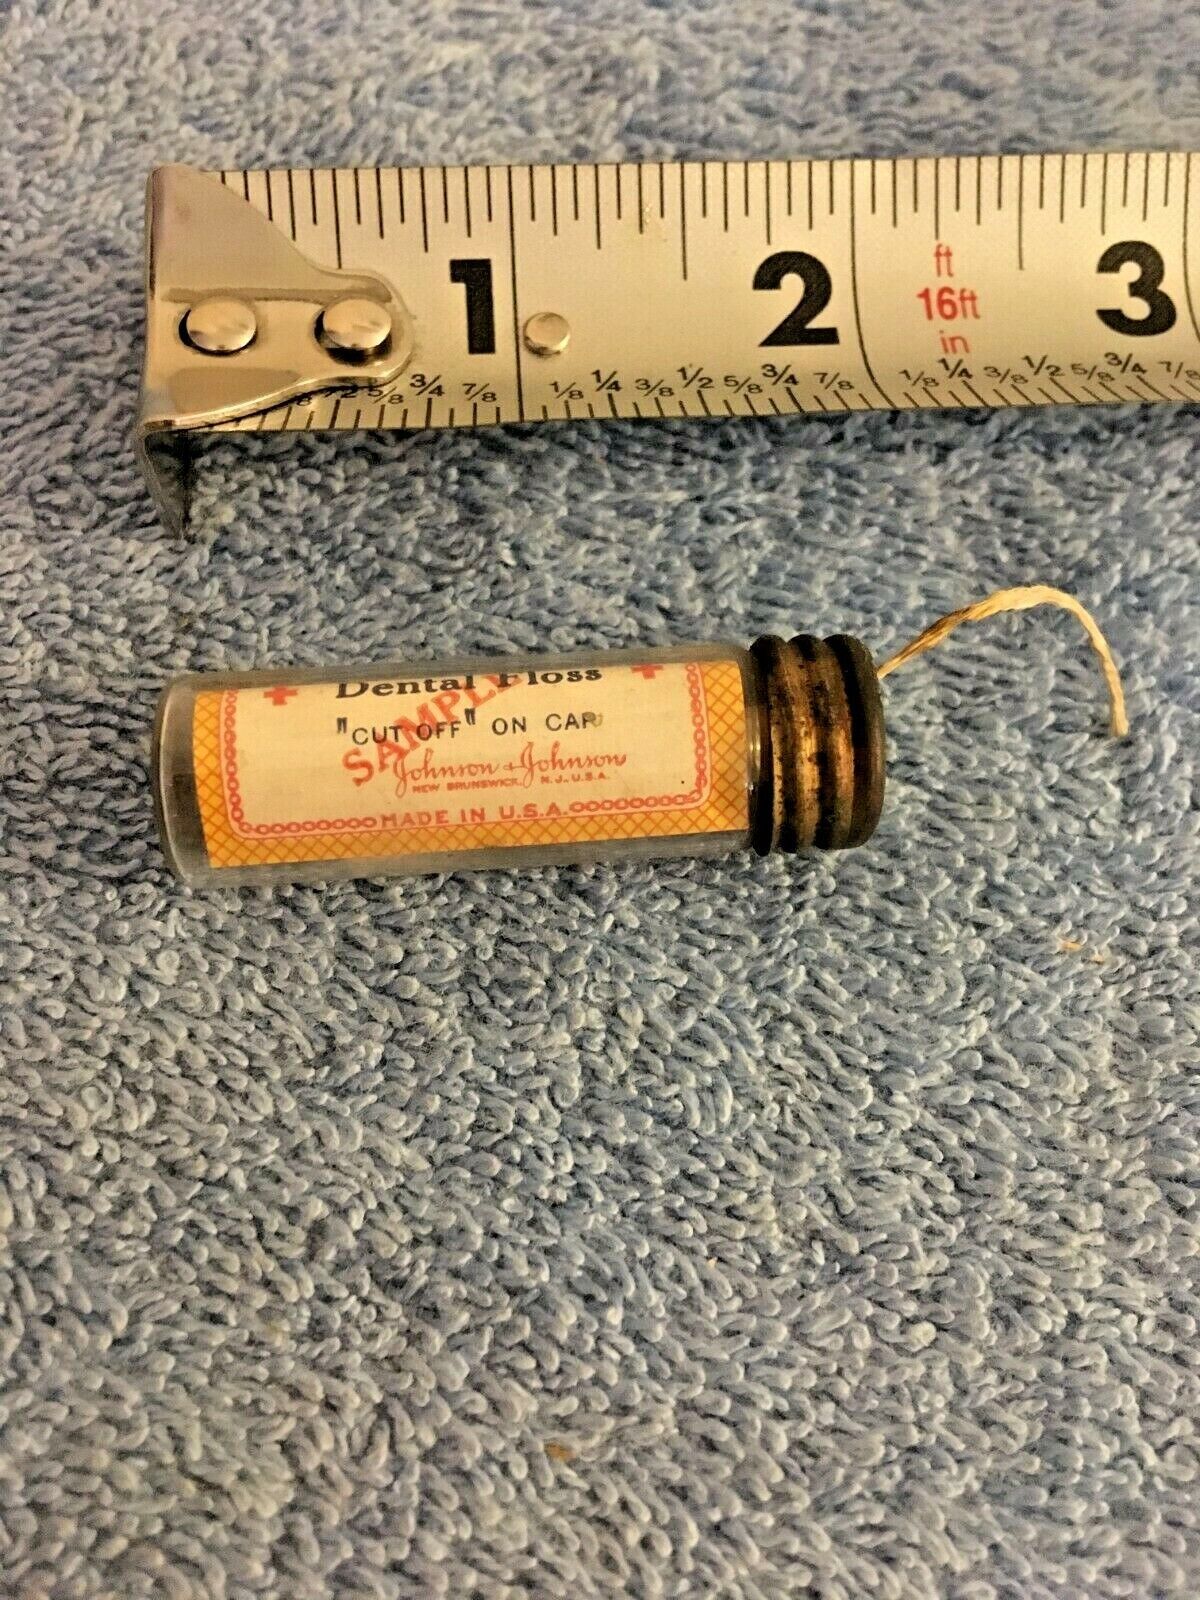 1 2 3
ft
16ft
in
3/4 7/8 1/8 1/4 3/8 1/2 5/8 3/4 7/8 1/8 1/4 3/8 1/2 5/8 3/4 7/8
Dental Floss
SAMPLE
"CUT OFF" ON CAP
Johnson & Johnson
NEW BRUNSWICK, N.J., U.S.A.
MADE IN U.S.A.